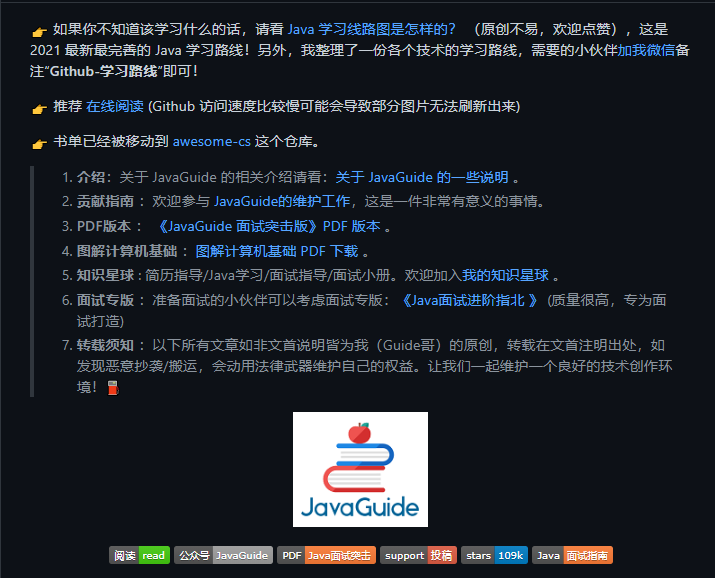 👉 如果你不知道该学习什么的话，请看 Java 学习线路图是怎样的？ （原创不易，欢迎点赞），这是
2021 最新最完善的 Java 学习路线！另外，我整理了一份各个技术的学习路线，需要的小伙伴加我微信备
注“Github-学习路线”即可！
👉 推荐 在线阅读 (Github 访问速度比较慢可能会导致部分图片无法刷新出来)
👉 书单已经被移动到 awesome-cs 这个仓库。
1. 介绍：关于 JavaGuide 的相关介绍请看：关于 JavaGuide 的一些说明 。
2. 贡献指南 ：欢迎参与 JavaGuide的维护工作，这是一件非常有意义的事情。
3. PDF版本 ： 《JavaGuide 面试突击版》PDF 版本 。
4. 图解计算机基础 ：图解计算机基础 PDF 下载 。
5. 知识星球 : 简历指导/Java学习/面试指导/面试小册。欢迎加入我的知识星球 。
6. 面试专版 ：准备面试的小伙伴可以考虑面试专版：《Java面试进阶指北 》 (质量很高，专为面
试打造)
7. 转载须知 ：以下所有文章如非文首说明皆为我（Guide哥）的原创，转载在文首注明出处，如
发现恶意抄袭/搬运，会动用法律武器维护自己的权益。让我们一起维护一个良好的技术创作环
境！🧧
JavaGuide
阅读 read 公众号 JavaGuide PDF Java面试突击 support 投稿 stars 109k Java 面试指南